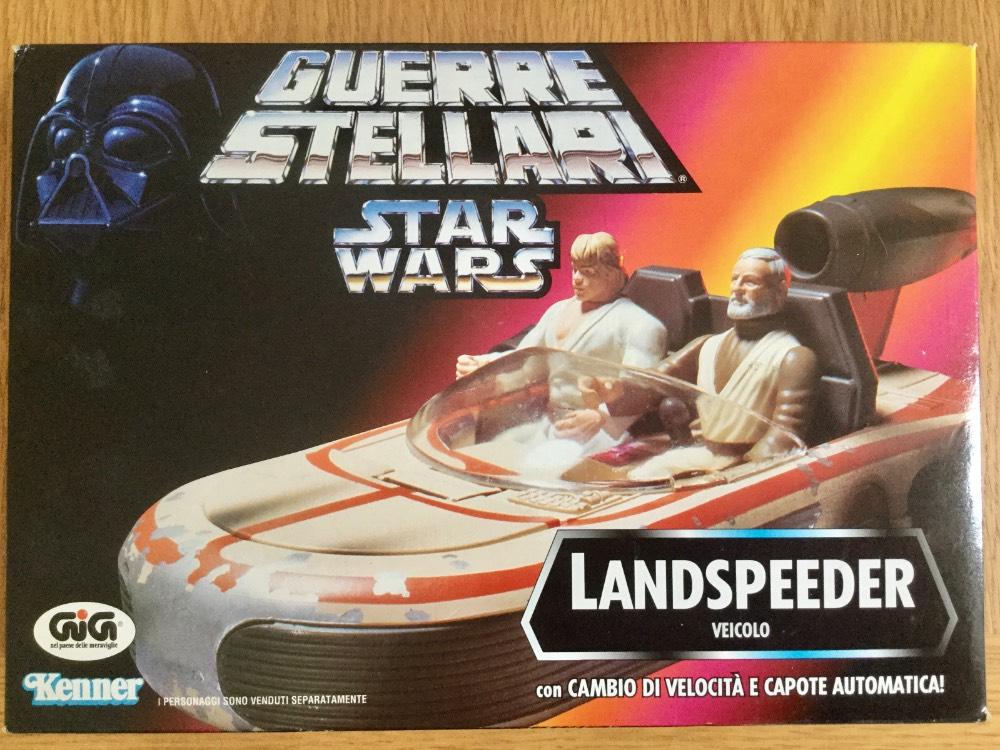 GUERRE
STELLARI®
STAR
WARS
LANDSPEEDER
VEICOLO
con CAMBIO DI VELOCITÀ E CAPOTE AUTOMATICA!
GiG®
nel paese delle meraviglie
Kenner
I PERSONAGGI SONO VENDUTI SEPARATAMENTE